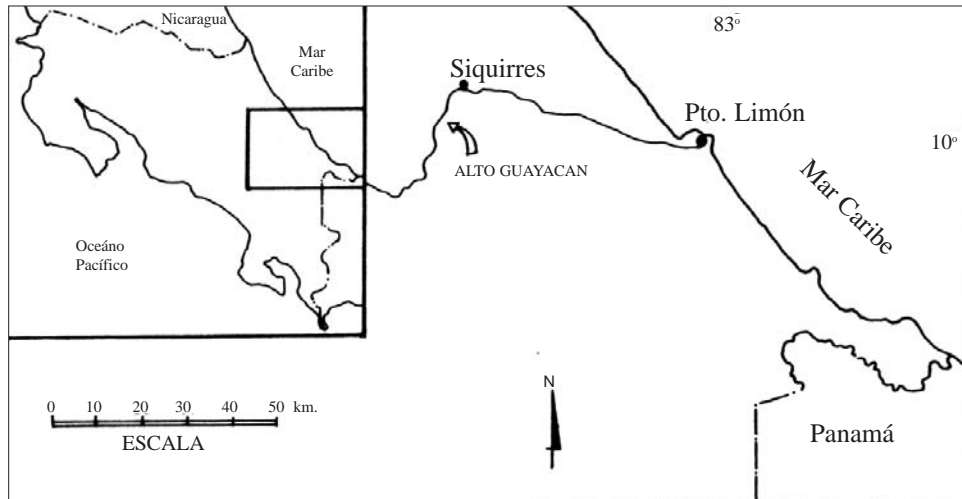 Nicaragua
Mar
Caribe
Oceáno
Pacífico
83°
Siquirres
Pto. Limón
10°
ALTO GUAYACAN
Mar Caribe
0 10 20 30 40 50 km.
ESCALA
N
Panamá